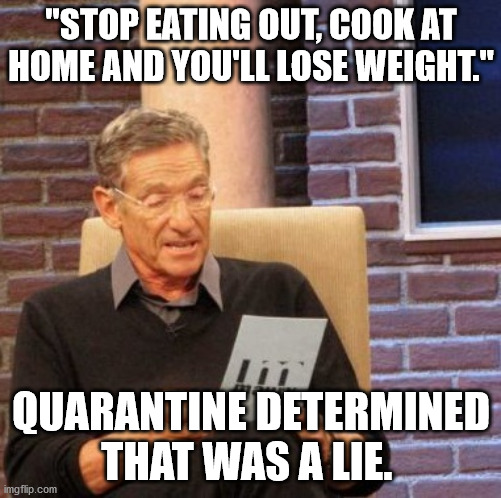 "STOP EATING OUT, COOK AT
HOME AND YOU'LL LOSE WEIGHT."
QUARANTINE DETERMINED
THAT WAS A LIE.
imgflip.com